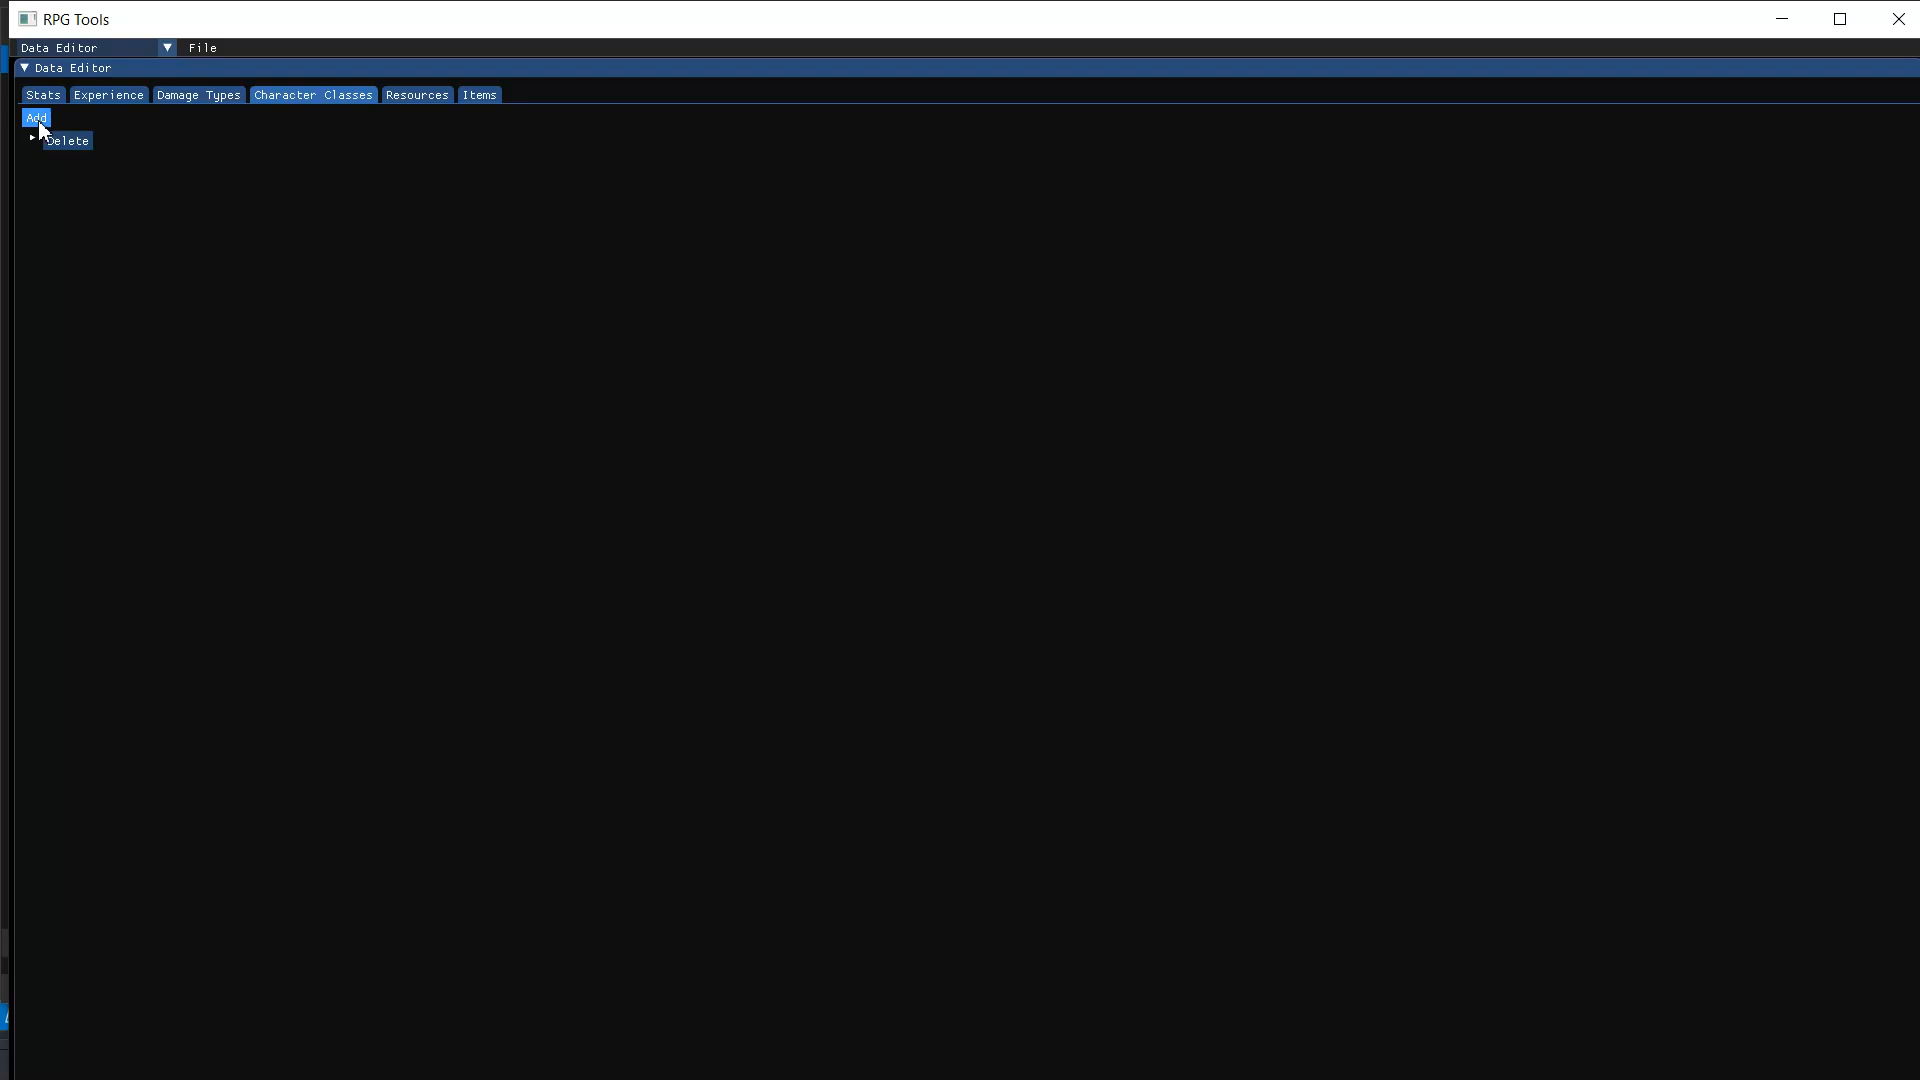 RPG Tools
Data Editor File
Data Editor
Stats Experience Damage Types Character Classes Resources Items
Add
Delete